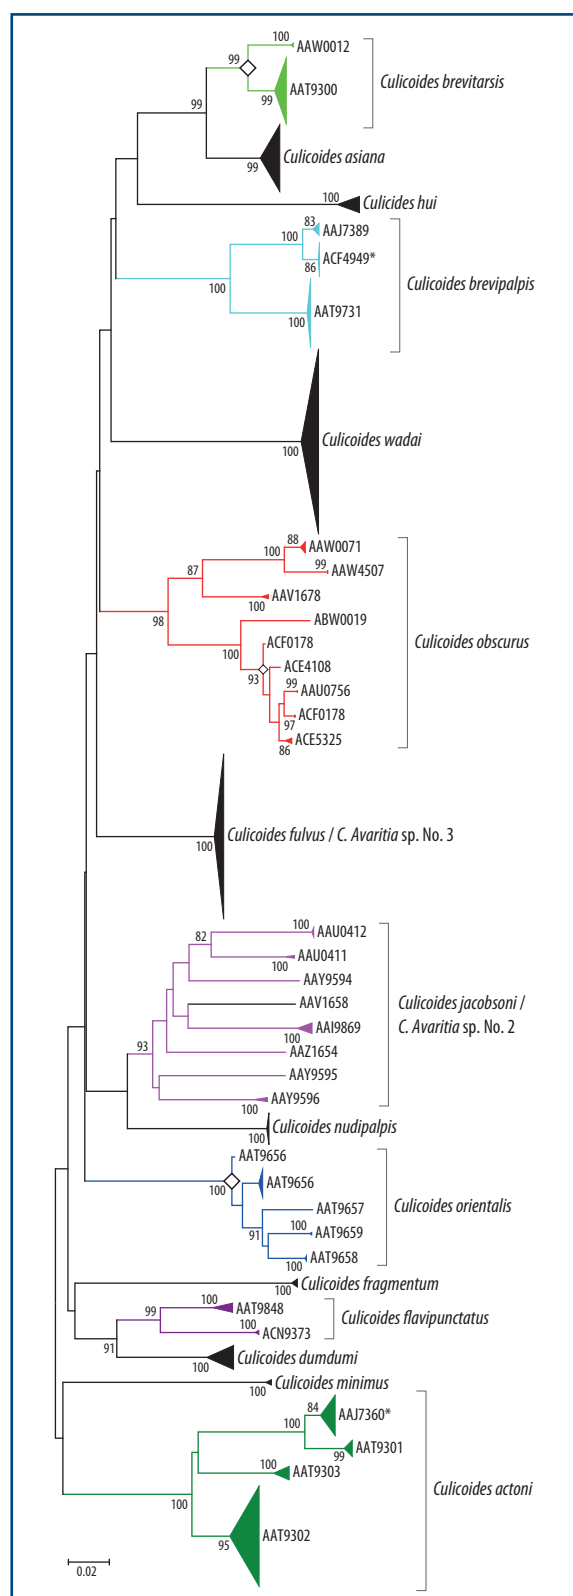 100
AAW0012
99
AAT9300
99
Culicoides brevitarsis
99
Culicoides asiana
99
100
Culicides hui
83
AAJ7389
100
ACF4949*
86
100
AAT9731
100
Culicoides brevipalpis
Culicoides wadai
100
88
AAW0071
100
99
AAW4507
87
AAV1678
100
98
ABW0019
ACF0178
100
ACE4108
93
99
AAU0756
ACF0178
97
ACE5325
86
Culicoides obscurus
Culicoides fulvus / C. Avaritia sp. No. 3
100
100
AAU0412
82
AAU0411
100
AAY9594
AAV1658
AAI9869
100
93
AAZ1654
AAY9595
AAY9596
100
Culicoides jacobsoni /
C. Avaritia sp. No. 2
Culicoides nudipalpis
100
AAT9656
100
AAT9656
AAT9657
91
100
AAT9659
AAT9658
100
Culicoides orientalis
Culicoides fragmentum
100
100
AAT9848
99
100
ACN9373
Culicoides flavipunctatus
91
Culicoides dumdumi
100
Culicoides minimus
100
84
AAJ7360*
100
AAT9301
99
100
AAT9303
100
AAT9302
95
Culicoides actoni
0.02